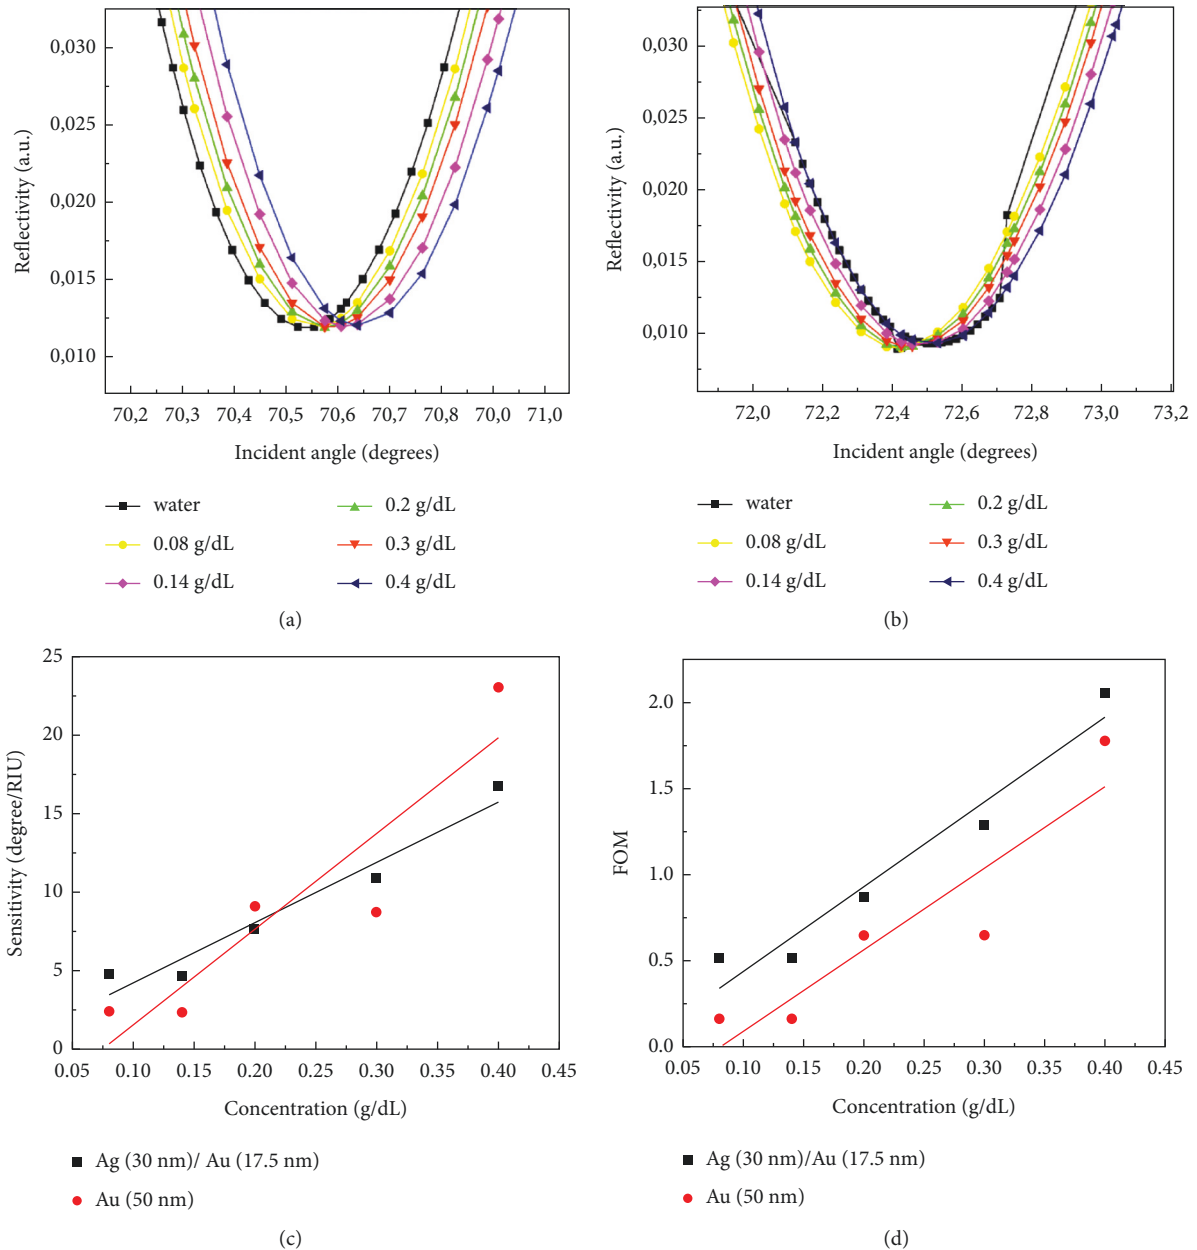 0,030
0,025
0,020
0,015
0,010
Reflectivity (a.u.)
70,2 70,3 70,4 70,5 70,6 70,7 70,8 70,0 71,0
Incident angle (degrees)
water
0.08 g/dL
0.14 g/dL
0.2 g/dL
0.3 g/dL
0.4 g/dL
(a)
0,030
0,025
0,020
0,015
0,010
Reflectivity (a.u.)
72,0 72,2 72,4 72,6 72,8 73,0 73,2
Incident angle (degrees)
water
0.08 g/dL
0.14 g/dL
0.2 g/dL
0.3 g/dL
0.4 g/dL
(b)
25
20
15
10
5
0
Sensitivity (degree/RIU)
0.05 0.10 0.15 0.20 0.25 0.30 0.35 0.40 0.45
Concentration (g/dL)
Ag (30 nm)/ Au (17.5 nm)
Au (50 nm)
(c)
2.0
1.5
1.0
0.5
0.0
FOM
0.05 0.10 0.15 0.20 0.25 0.30 0.35 0.40 0.45
Concentration (g/dL)
Ag (30 nm)/Au (17.5 nm)
Au (50 nm)
(d)